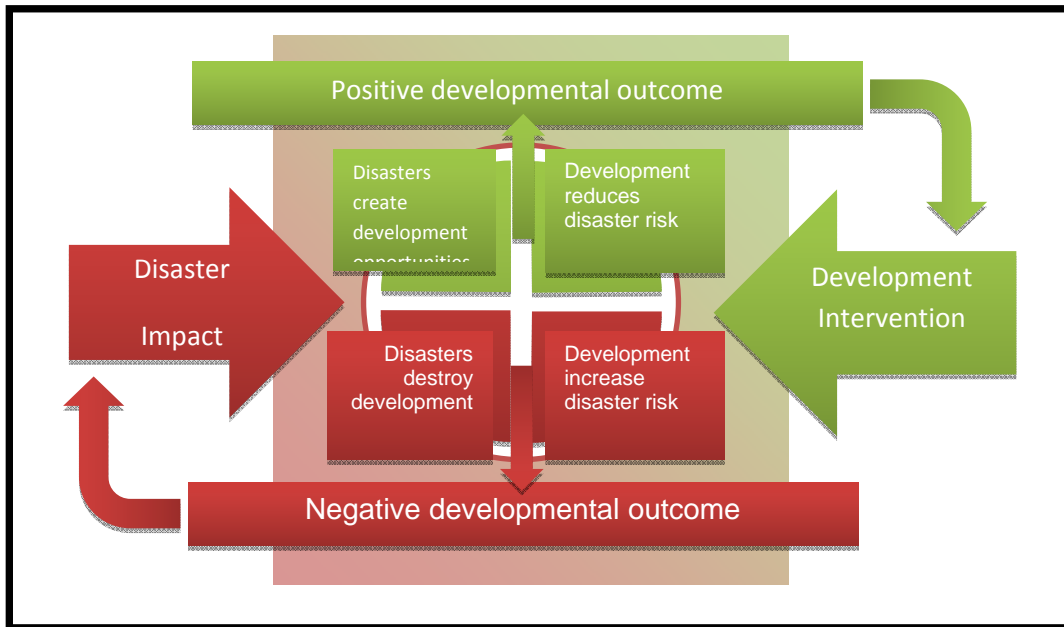 Positive developmental outcome
Disasters
create
development
opportunities
Development
reduces
disaster risk
Disaster
Impact
Development
Intervention
Disasters
destroy
development
Development
increase
disaster risk
Negative developmental outcome